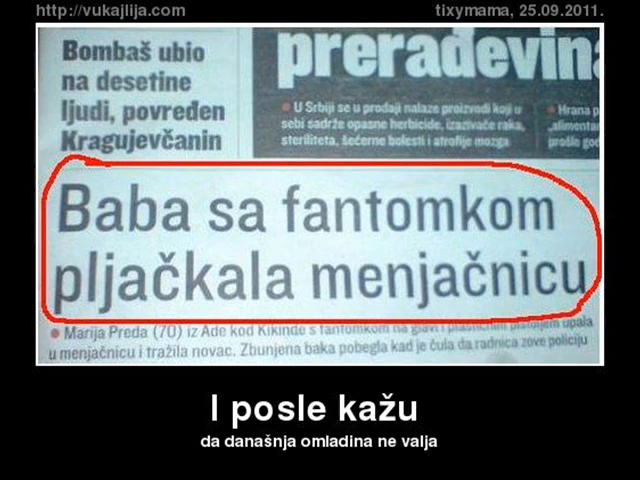 http://vukajlija.com
tixymama, 25.09.2011.
Bombaš ubio
na desetine
ljudi, povređen
Kragujevčanin
prerađevin
U Srbiji se u prodaji nalaze proizvodi koji u
sebi sadrže opasne herbicide, izazivače raka,
steriliteta, šećerne bolesti i atrofije mozga
Hrana p
„alimentar
prošle god
Baba sa fantomkom
pljačkala menjačnicu
Marija Preda (70) iz Ade kod Kikinde s fantomkom na glavi i plastičnim pištoljem upala
u menjačnicu i tražila novac. Zbunjena baka pobegla kad je čula da radnica zove policiju
I posle kažu
da današnja omladina ne valja